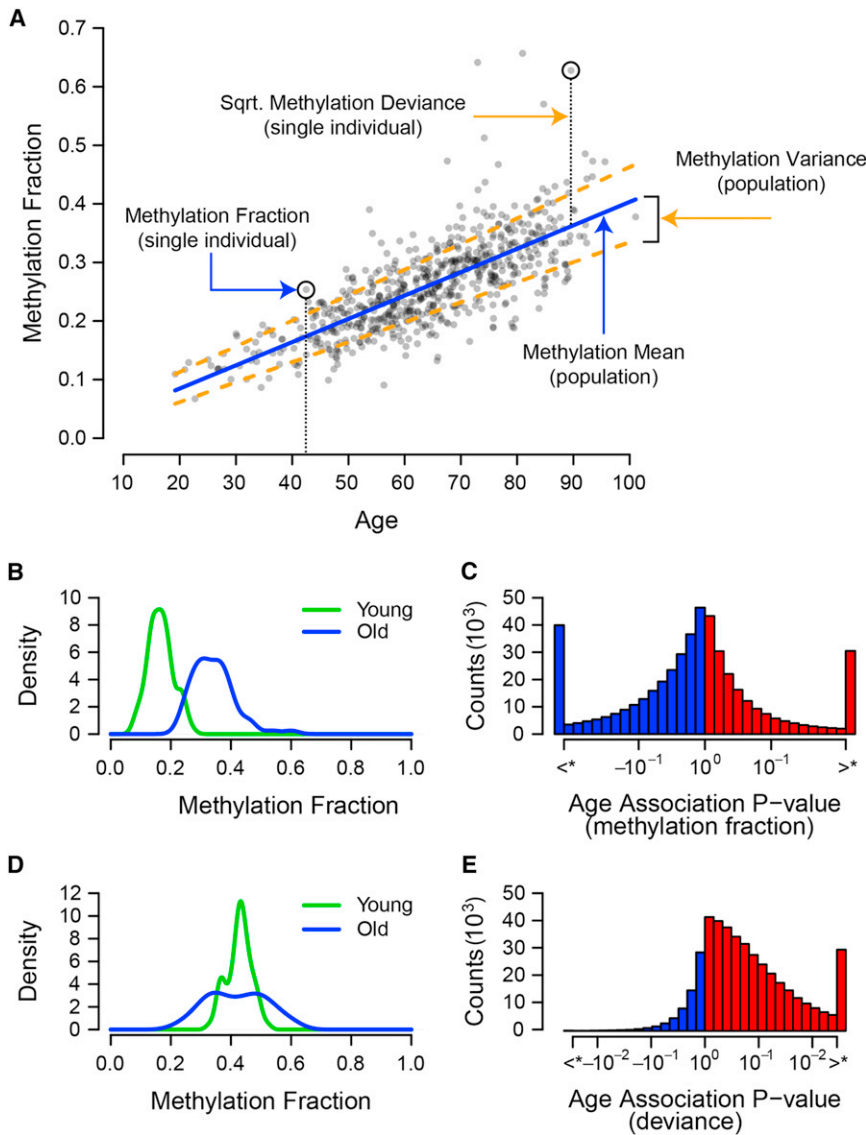 A
0.7
0.6
0.5
0.4
0.3
0.2
0.1
0.0
Methylation Fraction
Sqrt. Methylation Deviance
(single individual)
Methylation Variance
(population)
Methylation Fraction
(single individual)
Methylation Mean
(population)
10 20 30 40 50 60 70 80 90 100
Age
B
10
8
6
4
2
0
Density
Young
Old
0.0 0.2 0.4 0.6 0.8 1.0
Methylation Fraction
C
50
40
30
20
10
0
Counts (10³)
<* −10⁻¹ 10⁰ 10⁻¹ >*
Age Association P−value
(methylation fraction)
D
12
10
8
6
4
2
0
Density
Young
Old
0.0 0.2 0.4 0.6 0.8 1.0
Methylation Fraction
E
50
40
30
20
10
0
Counts (10³)
<* −10⁻² −10⁻¹ 10⁰ 10⁻¹ 10⁻² >*
Age Association P−value
(deviance)